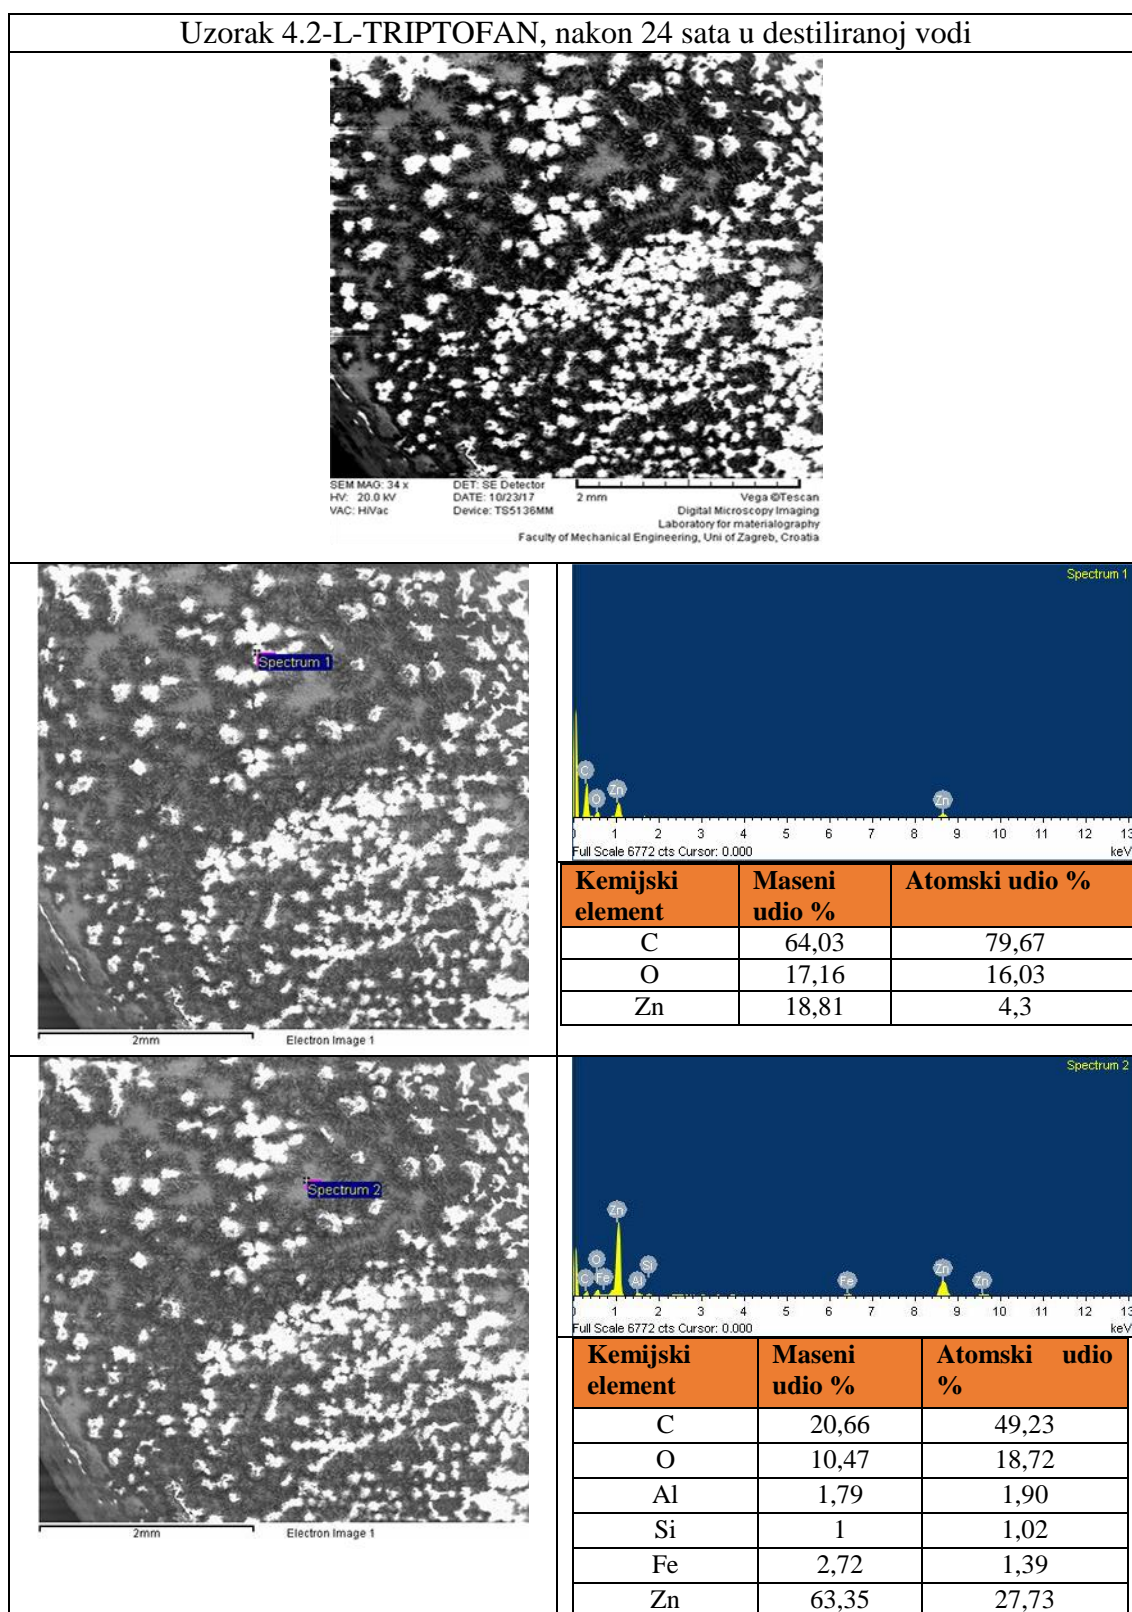 Uzorak 4.2-L-TRIPTOFAN, nakon 24 sata u destiliranoj vodi
SEM MAG: 34 x DET: SE Detector
HV: 20.0 kV DATE: 10/23/17 2 mm Vega ©Tescan
VAC: HiVac Device: TS5136MM Digital Microscopy Imaging
Laboratory for materialography
Faculty of Mechanical Engineering, Uni of Zagreb, Croatia
Spectrum 1
2mm Electron Image 1
Spectrum 1
C O Zn Zn
0 1 2 3 4 5 6 7 8 9 10 11 12 13
Full Scale 6772 cts Cursor: 0.000 keV
Kemijski element Maseni udio % Atomski udio %
C 64,03 79,67
O 17,16 16,03
Zn 18,81 4,3
Spectrum 2
2mm Electron Image 1
Spectrum 2
C O Fe Zn Al Si Fe Zn Zn
0 1 2 3 4 5 6 7 8 9 10 11 12 13
Full Scale 6772 cts Cursor: 0.000 keV
Kemijski element Maseni udio % Atomski udio %
C 20,66 49,23
O 10,47 18,72
Al 1,79 1,90
Si 1 1,02
Fe 2,72 1,39
Zn 63,35 27,73